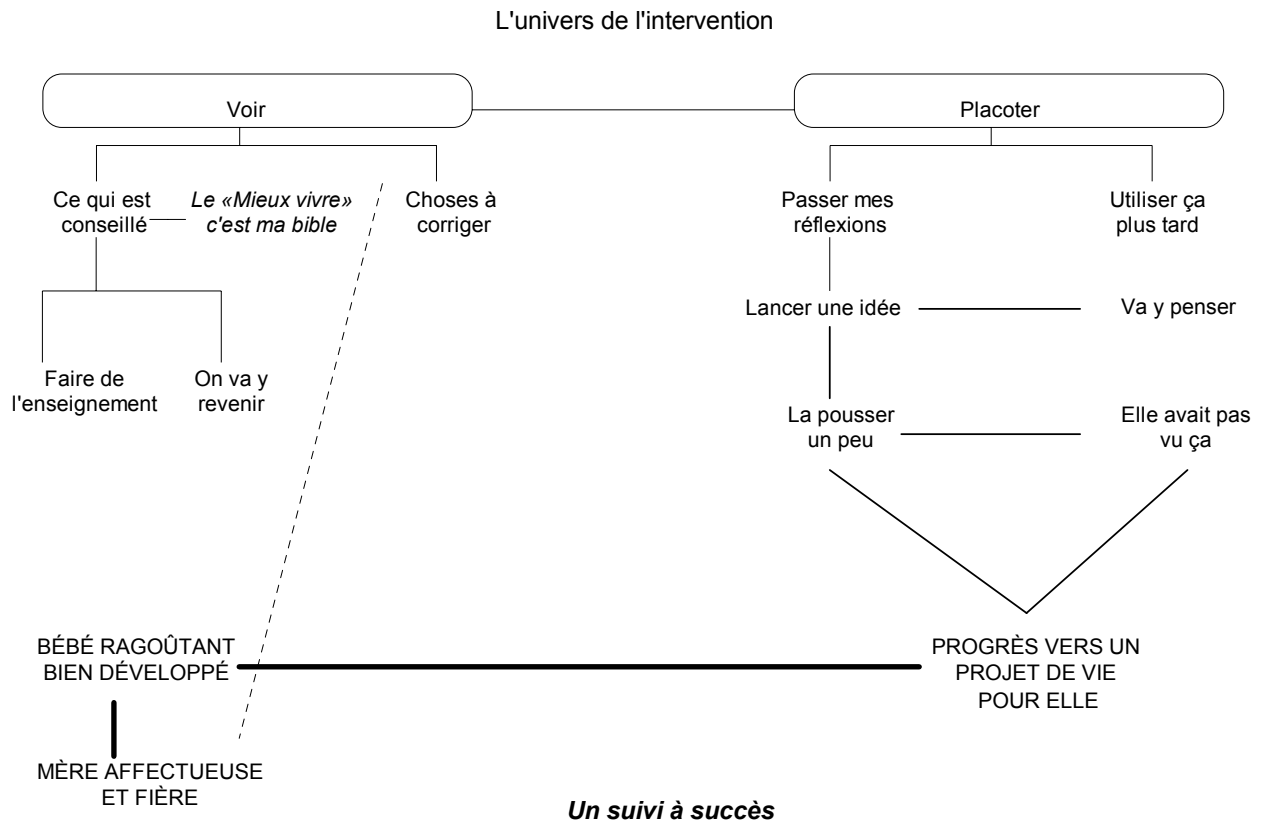 L'univers de l'intervention
Voir
Placoter
Ce qui est
conseillé
Le «Mieux vivre»
c'est ma bible
Choses à
corriger
Passer mes
réflexions
Utiliser ça
plus tard
Lancer une idée
Va y penser
Faire de
l'enseignement
On va y
revenir
La pousser
un peu
Elle avait pas
vu ça
BÉBÉ RAGOÛTANT
BIEN DÉVELOPPÉ
PROGRÈS VERS UN
PROJET DE VIE
POUR ELLE
MÈRE AFFECTUEUSE
ET FIÈRE
Un suivi à succès